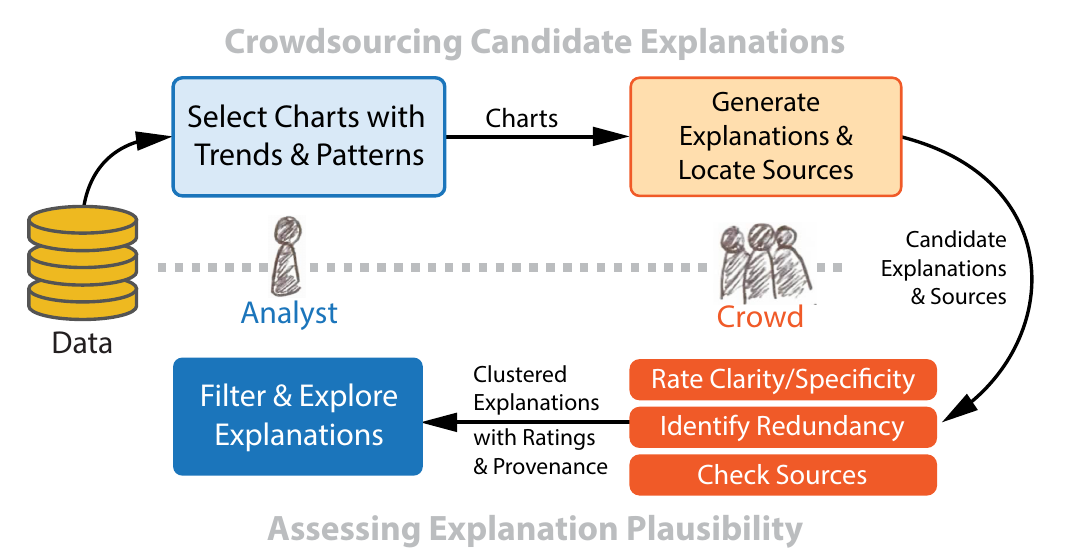 Crowdsourcing Candidate Explanations
Select Charts with
Trends & Patterns
Charts
Generate
Explanations &
Locate Sources
Candidate
Explanations
& Sources
Data
Analyst
Crowd
Filter & Explore
Explanations
Clustered
Explanations
with Ratings
& Provenance
Rate Clarity/Specificity
Identify Redundancy
Check Sources
Assessing Explanation Plausibility